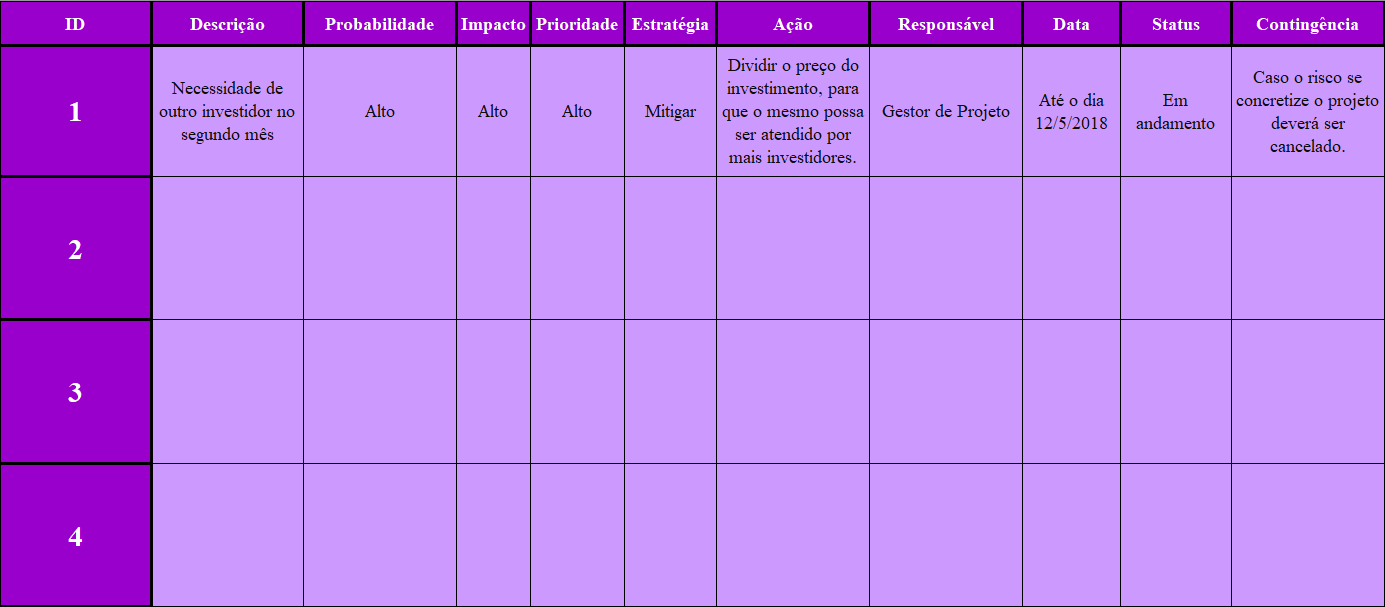 ID Descrição Probabilidade Impacto Prioridade Estratégia Ação Responsável Data Status Contingência
1
Necessidade de
outro investidor no
segundo mês
Alto
Alto
Alto
Mitigar
Dividir o preço do
investimento, para
que o mesmo possa
ser atendido por
mais investidores.
Gestor de Projeto
Até o dia
12/5/2018
Em
andamento
Caso o risco se
concretize o projeto
deverá ser
cancelado.
2
3
4